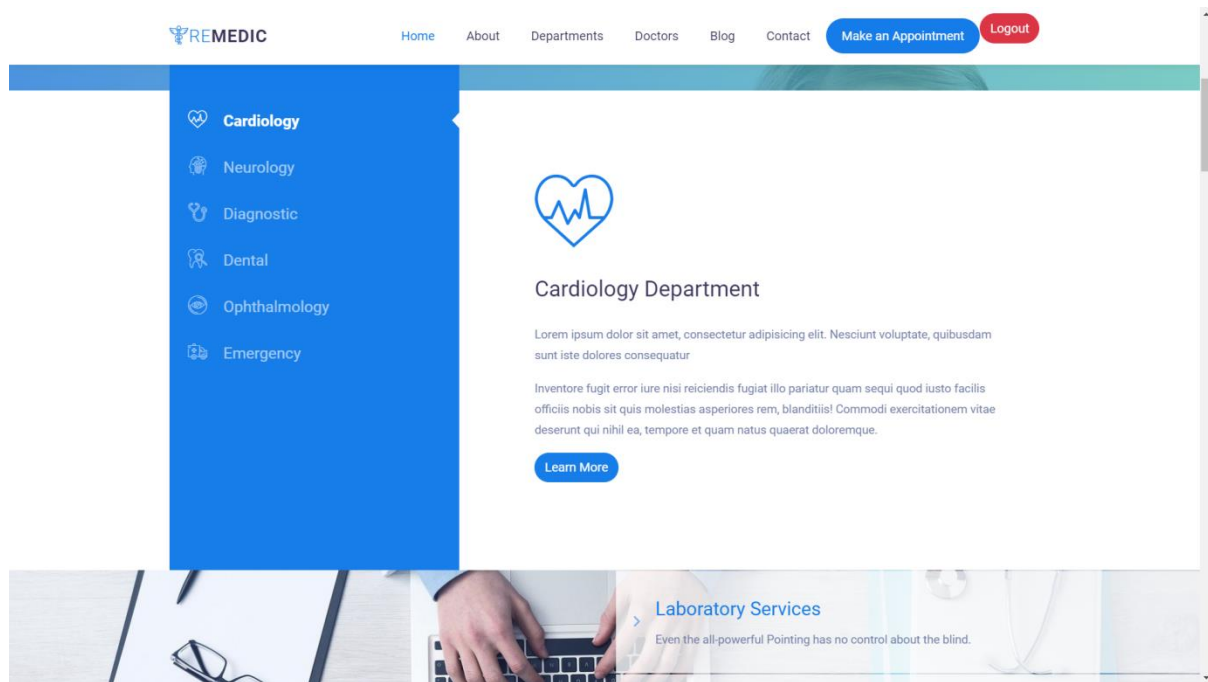 REMEDIC
Home About Departments Doctors Blog Contact Make an Appointment Logout
Cardiology
Neurology
Diagnostic
Dental
Ophthalmology
Emergency
Cardiology Department
Lorem ipsum dolor sit amet, consectetur adipisicing elit. Nesciunt voluptate, quibusdam
sunt iste dolores consequatur
Inventore fugit error iure nisi reiciendis fugiat illo pariatur quam sequi quod iusto facilis
officiis nobis sit quis molestias asperiores rem, blanditiis! Commodi exercitationem vitae
deserunt qui nihil ea, tempore et quam natus quaerat doloremque.
Learn More
Laboratory Services
Even the all-powerful Pointing has no control about the blind.